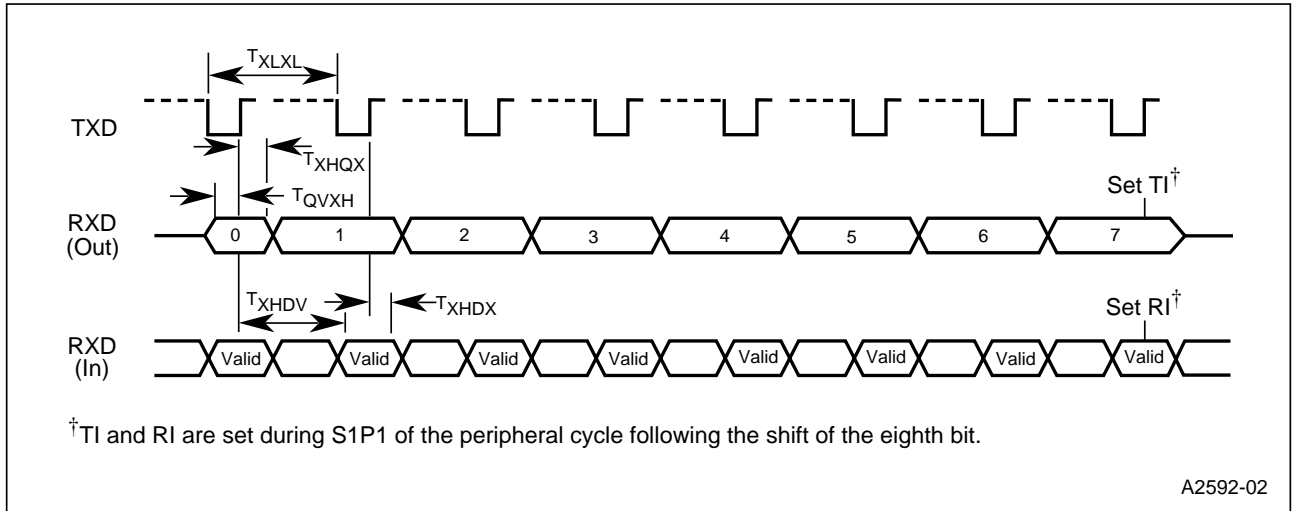 TXLXL
TXD
TXHQX
Set TI†
TQVXH
RXD
(Out)
0 1 2 3 4 5 6 7
TXHDV
TXHDX
Set RI†
RXD
(In)
Valid Valid Valid Valid Valid Valid Valid Valid
†TI and RI are set during S1P1 of the peripheral cycle following the shift of the eighth bit.
A2592-02